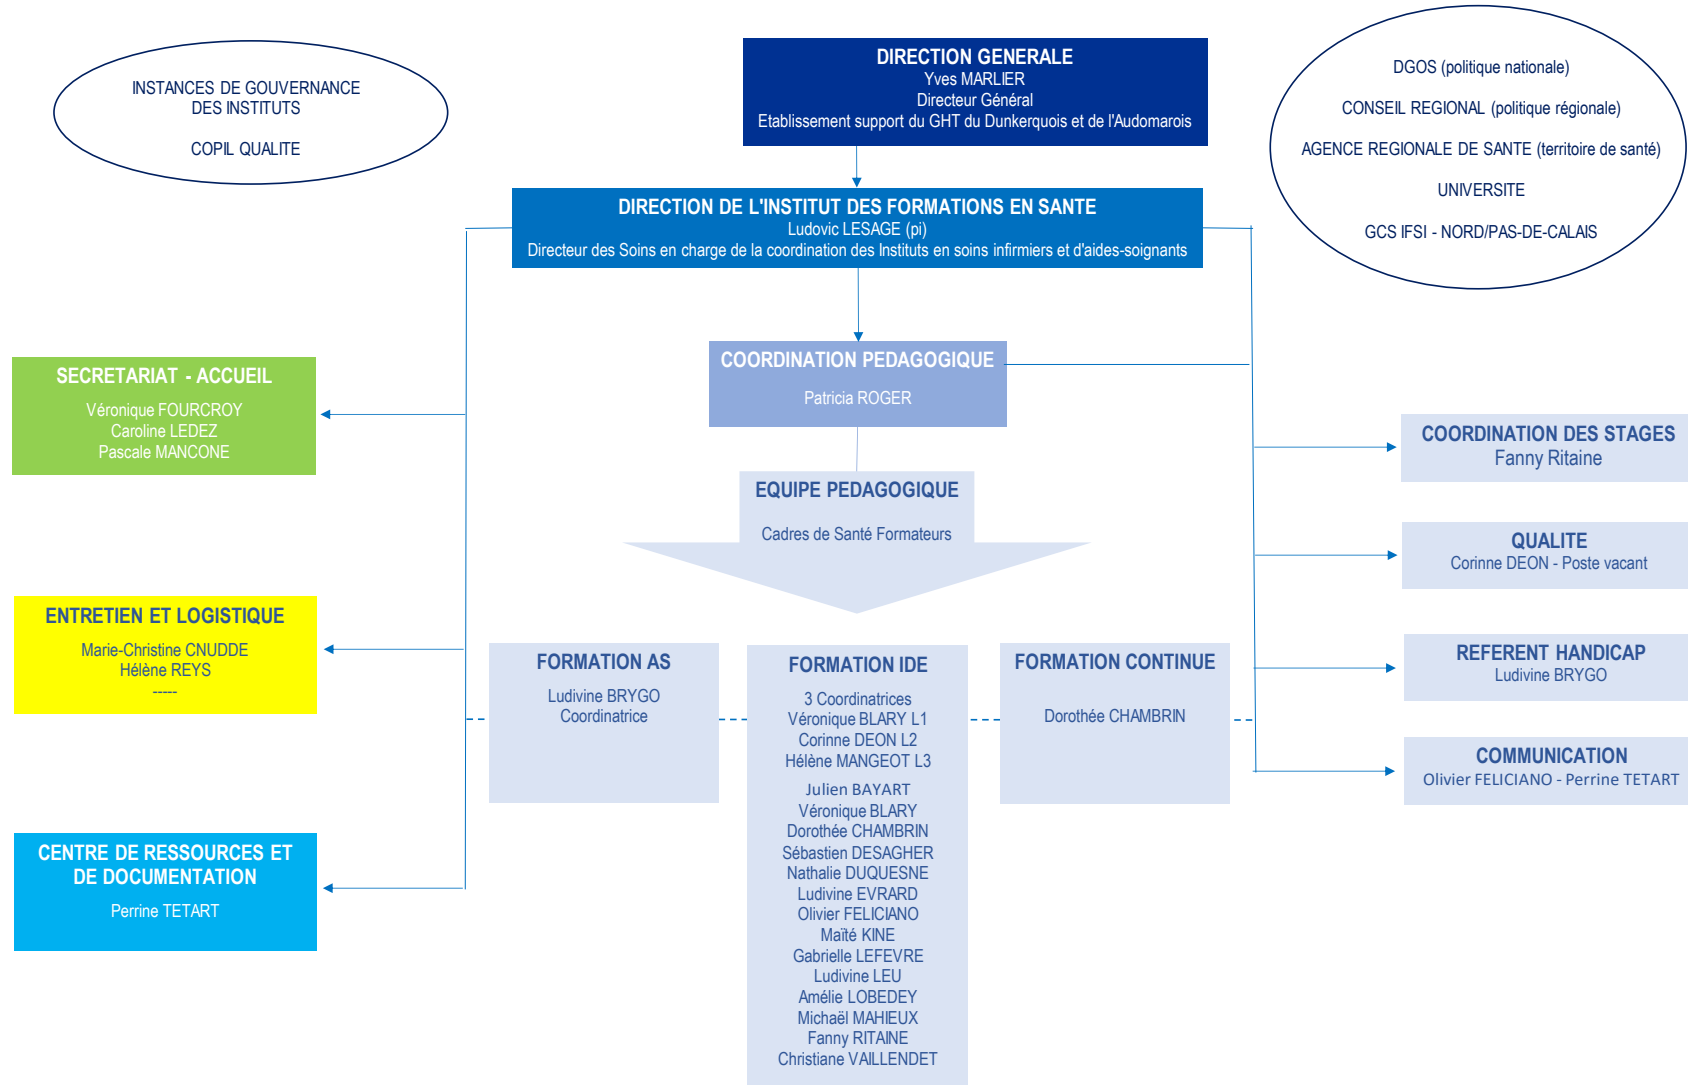 INSTANCES DE GOUVERNANCE
DES INSTITUTS
COPIL QUALITE
DIRECTION GENERALE
Yves MARLIER
Directeur Général
Etablissement support du GHT du Dunkerquois et de l'Audomarois
DGOS (politique nationale)
CONSEIL REGIONAL (politique régionale)
AGENCE REGIONALE DE SANTE (territoire de santé)
UNIVERSITE
GCS IFSI - NORD/PAS-DE-CALAIS
DIRECTION DE L'INSTITUT DES FORMATIONS EN SANTE
Ludovic LESAGE (pi)
Directeur des Soins en charge de la coordination des Instituts en soins infirmiers et d'aides-soignants
COORDINATION PEDAGOGIQUE
Patricia ROGER
SECRETARIAT - ACCUEIL
Véronique FOURCROY
Caroline LEDEZ
Pascale MANCONE
EQUIPE PEDAGOGIQUE
Cadres de Santé Formateurs
COORDINATION DES STAGES
Fanny Ritaine
QUALITE
Corinne DEON - Poste vacant
ENTRETIEN ET LOGISTIQUE
Marie-Christine CNUDDE
Hélène REYS
-----
FORMATION AS
Ludivine BRYGO
Coordinatrice
FORMATION IDE
3 Coordinatrices
Véronique BLARY L1
Corinne DEON L2
Hélène MANGEOT L3
Julien BAYART
Véronique BLARY
Dorothée CHAMBRIN
Sébastien DESAGHER
Nathalie DUQUESNE
Ludivine EVRARD
Olivier FELICIANO
Maïté KINE
Gabrielle LEFEVRE
Ludivine LEU
Amélie LOBEDEY
Michaël MAHIEUX
Fanny RITAINE
Christiane VAILLENDET
FORMATION CONTINUE
Dorothée CHAMBRIN
REFERENT HANDICAP
Ludivine BRYGO
COMMUNICATION
Olivier FELICIANO - Perrine TETART
CENTRE DE RESSOURCES ET
DE DOCUMENTATION
Perrine TETART